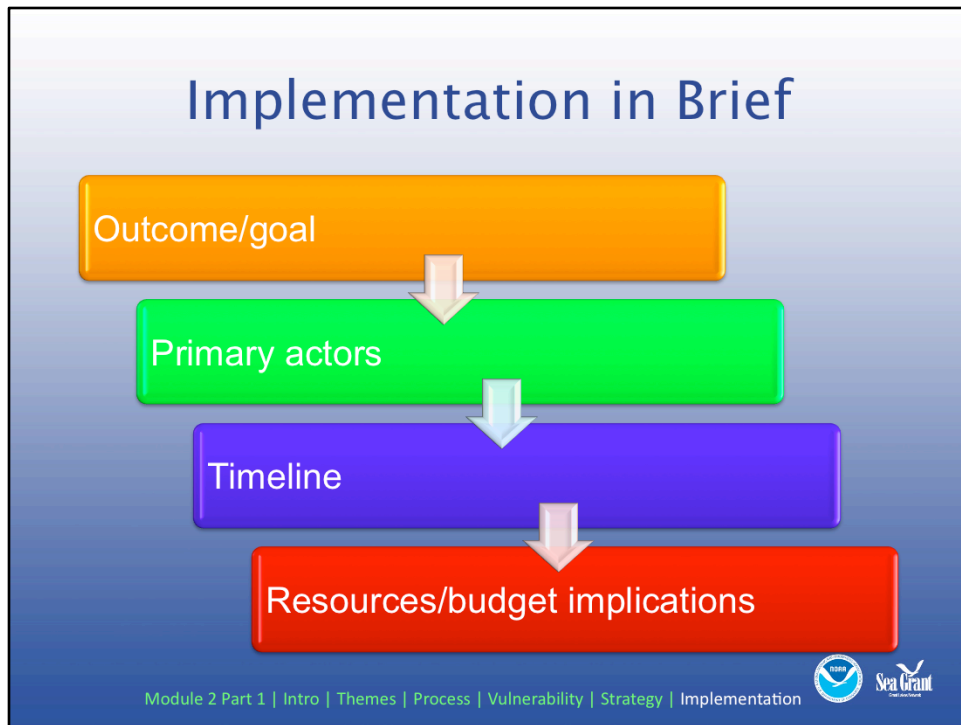 Implementation in Brief
Outcome/goal
Primary actors
Timeline
Resources/budget implications
Module 2 Part 1 | Intro | Themes | Process | Vulnerability | Strategy | Implementation
NOAA
Sea Grant